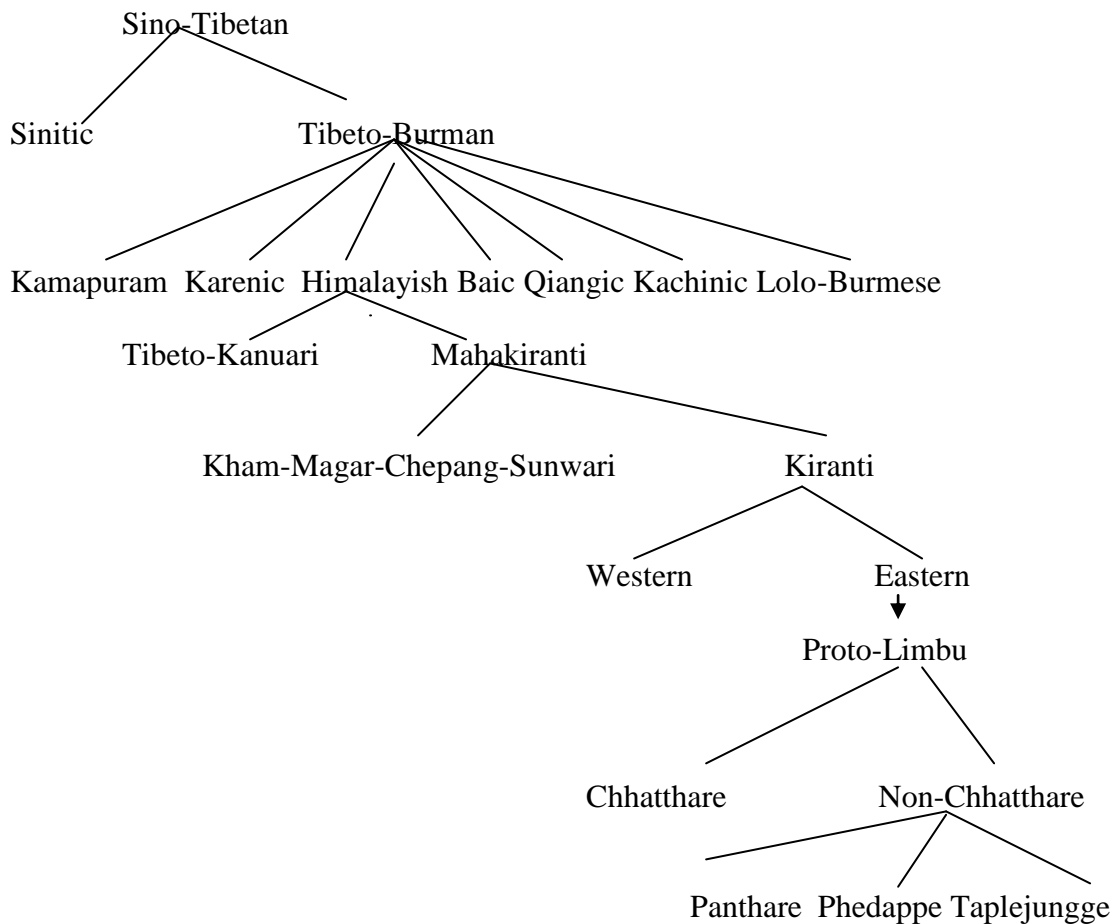 Sino-Tibetan
Sinitic Tibeto-Burman
Kamapuram Karenic Himalayish Baic Qiangic Kachinic Lolo-Burmese
Tibeto-Kanuari Mahakiranti
Kham-Magar-Chepang-Sunwari Kiranti
Western Eastern
Proto-Limbu
Chhatthare Non-Chhatthare
Panthare Phedappe Taplejungge